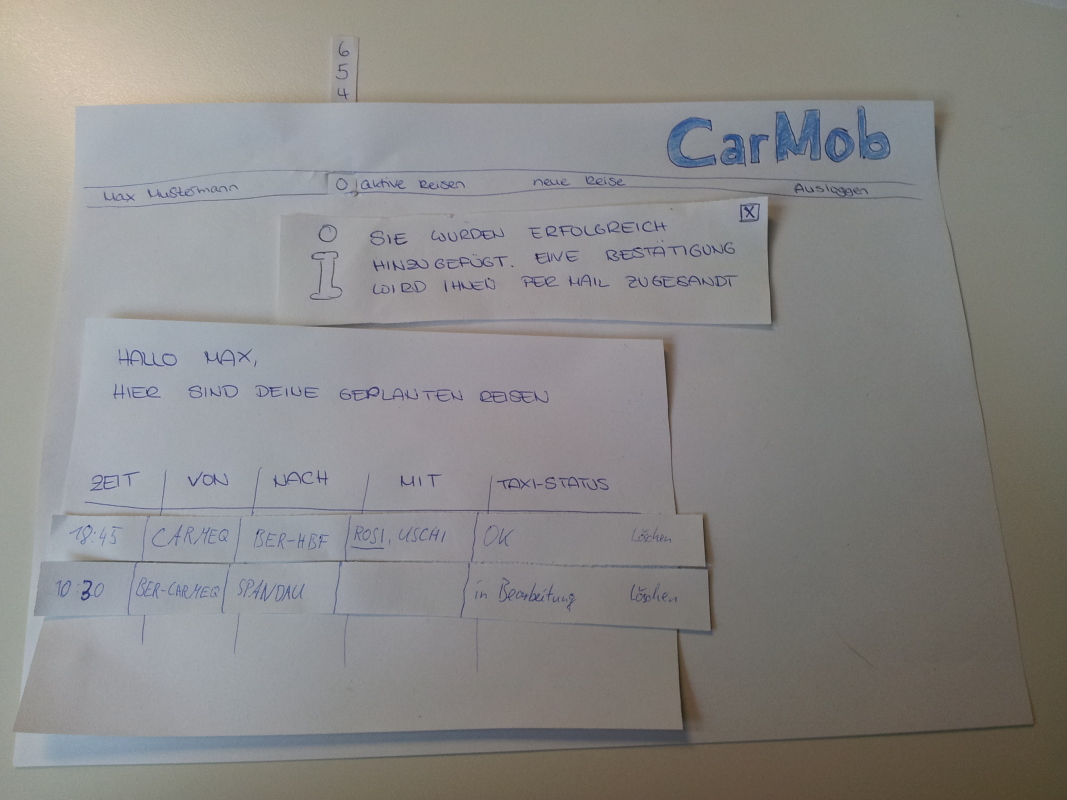 6
5
4
CarMob
Max Mustermann 0 aktive Reisen neue Reise Ausloggen
X
i SIE WURDEN ERFOLGREICH
HINZUGEFÜGT. EINE BESTÄTIGUNG
WIRD IHNEN PER MAIL ZUGESANDT
HALLO MAX,
HIER SIND DEINE GEPLANTEN REISEN
ZEIT VON NACH MIT TAXI-STATUS
18:45 CARMEQ BER-HBF ROSI, USCHI OK Löschen
10:30 BER-CARMEQ SPANDAU in Bearbeitung Löschen